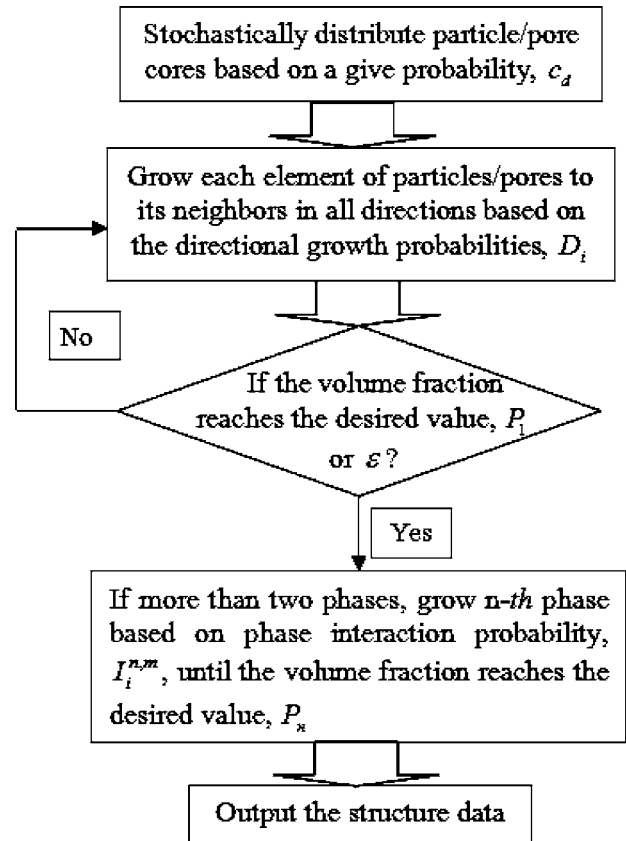 Stochastically distribute particle/pore
cores based on a give probability, c_d
Grow each element of particles/pores to
its neighbors in all directions based on
the directional growth probabilities, D_i
No
If the volume fraction
reaches the desired value, P_1
or ε ?
Yes
If more than two phases, grow n-th phase
based on phase interaction probability,
I_i^{n,m}, until the volume fraction reaches the
desired value, P_n
Output the structure data